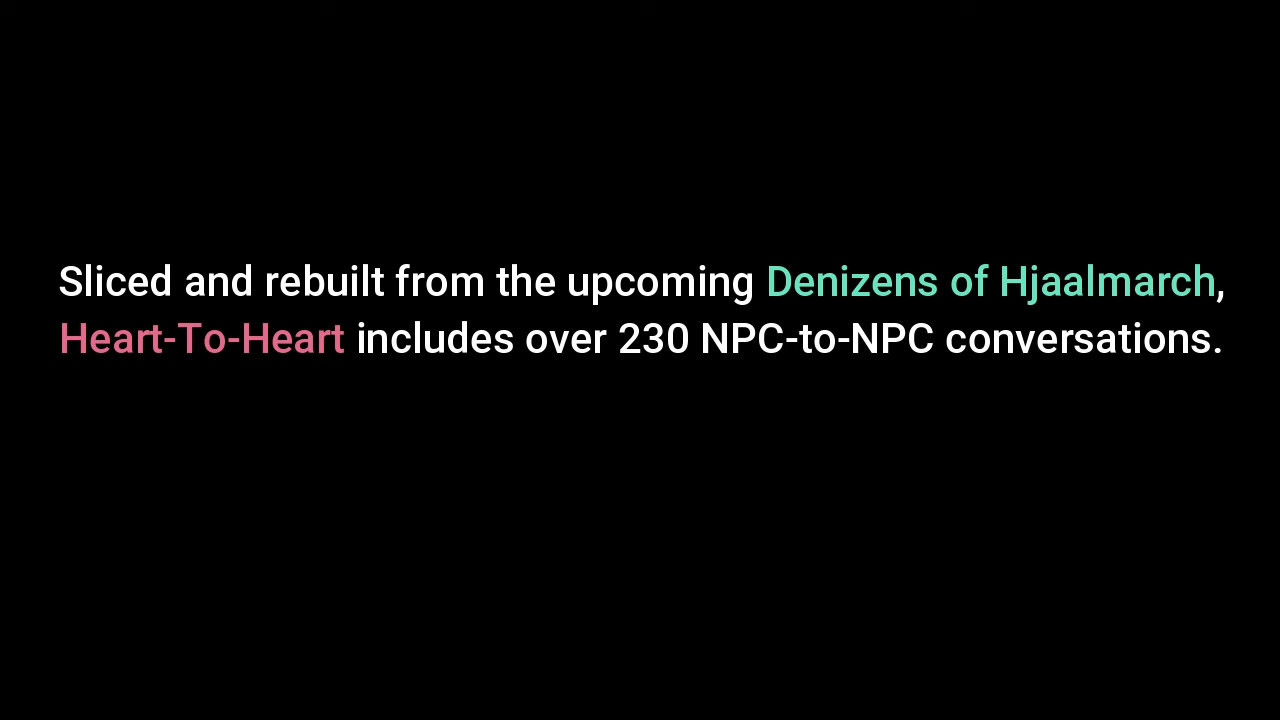 Sliced and rebuilt from the upcoming Denizens of Hjaalmarch,
Heart-To-Heart includes over 230 NPC-to-NPC conversations.